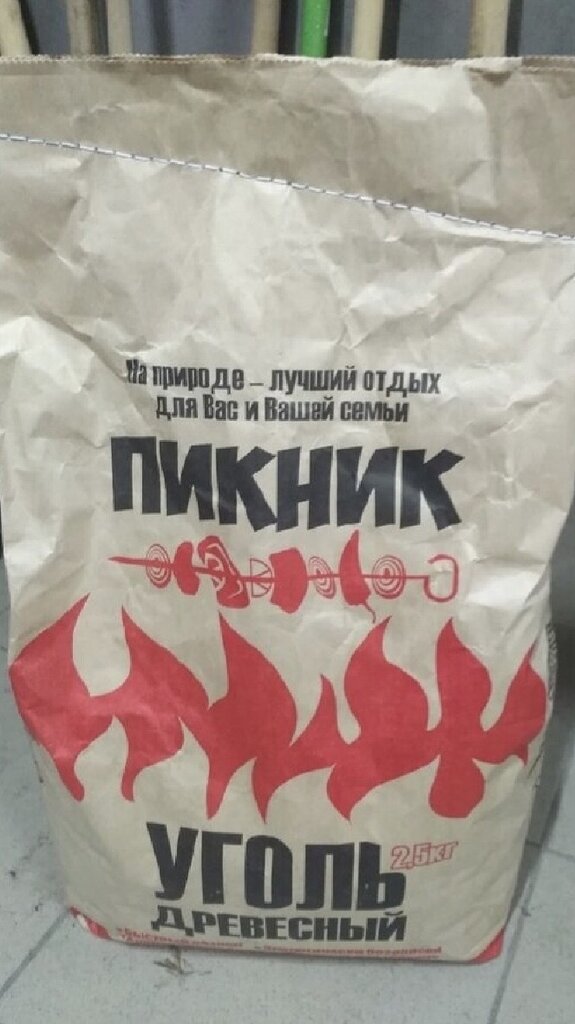 На природе – лучший отдых
для Вас и Вашей семьи
ПИКНИК
УГОЛЬ
2,5кг
ДРЕВЕСНЫЙ